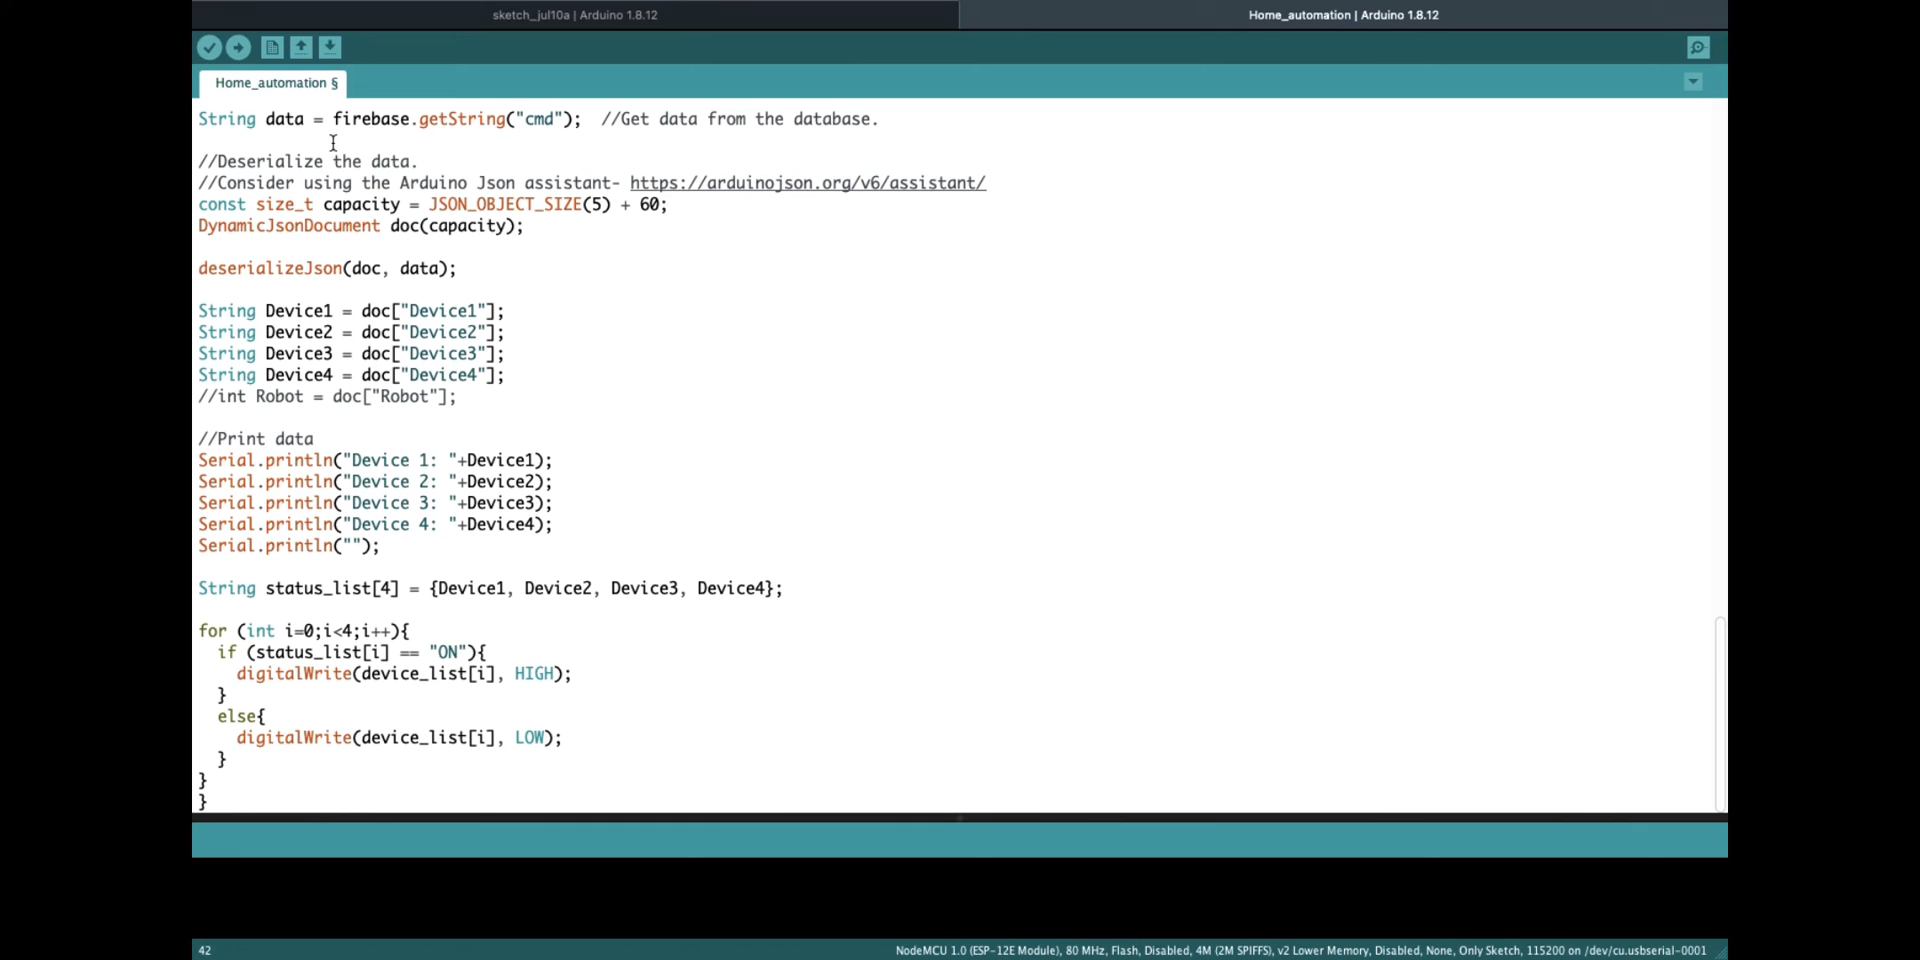 sketch_jul10a | Arduino 1.8.12
Home_automation | Arduino 1.8.12
Home_automation §
String data = firebase.getString("cmd");  //Get data from the database.
//Deserialize the data.
//Consider using the Arduino Json assistant- https://arduinojson.org/v6/assistant/
const size_t capacity = JSON_OBJECT_SIZE(5) + 60;
DynamicJsonDocument doc(capacity);
deserializeJson(doc, data);
String Device1 = doc["Device1"];
String Device2 = doc["Device2"];
String Device3 = doc["Device3"];
String Device4 = doc["Device4"];
//int Robot = doc["Robot"];
//Print data
Serial.println("Device 1: "+Device1);
Serial.println("Device 2: "+Device2);
Serial.println("Device 3: "+Device3);
Serial.println("Device 4: "+Device4);
Serial.println("");
String status_list[4] = {Device1, Device2, Device3, Device4};
for (int i=0;i<4;i++){
  if (status_list[i] == "ON"){
    digitalWrite(device_list[i], HIGH);
  }
  else{
    digitalWrite(device_list[i], LOW);
  }
}
}
42
NodeMCU 1.0 (ESP-12E Module), 80 MHz, Flash, Disabled, 4M (2M SPIFFS), v2 Lower Memory, Disabled, None, Only Sketch, 115200 on /dev/cu.usbserial-0001